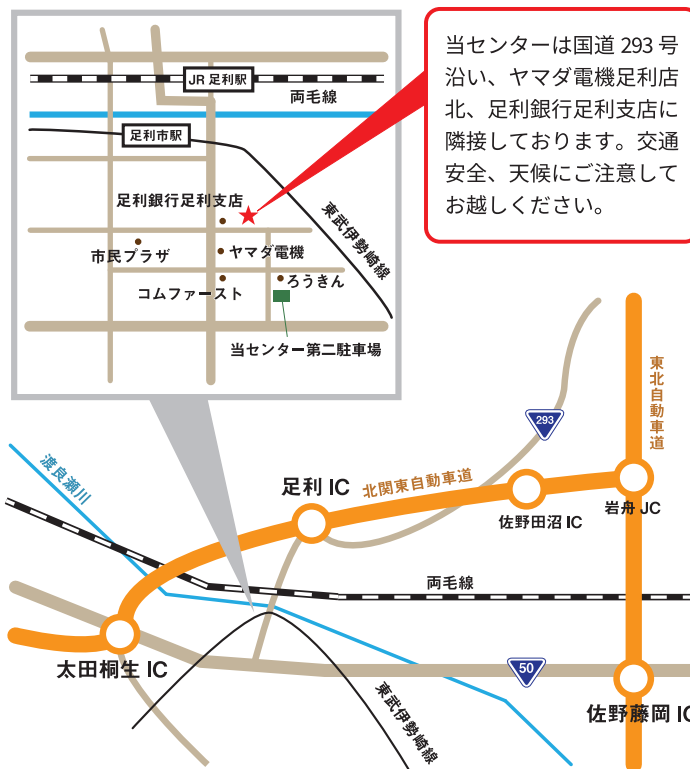 当センターは国道 293 号
沿い、ヤマダ電機足利店
北、足利銀行足利支店に
隣接しております。交通
安全、天候にご注意して
お越しください。
JR 足利駅
両毛線
足利市駅
足利銀行足利支店
東武伊勢崎線
市民プラザ
ヤマダ電機
コムファースト
ろうきん
当センター第二駐車場
東北自動車道
293
渡良瀬川
足利 IC
北関東自動車道
佐野田沼 IC
岩舟 JC
両毛線
太田桐生 IC
50
東武伊勢崎線
佐野藤岡 IC